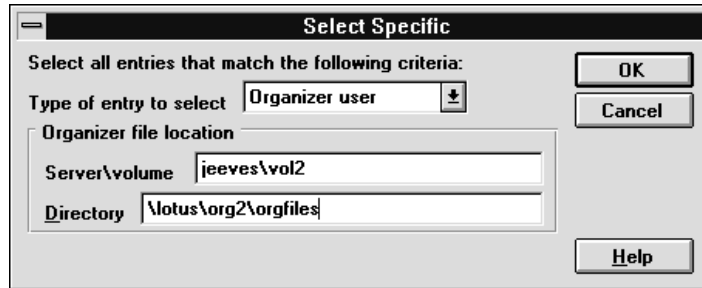 Select Specific
Select all entries that match the following criteria:
OK
Type of entry to select Organizer user
Cancel
Organizer file location
Server\volume jeeves\vol2
Directory \lotus\org2\orgfiles
Help